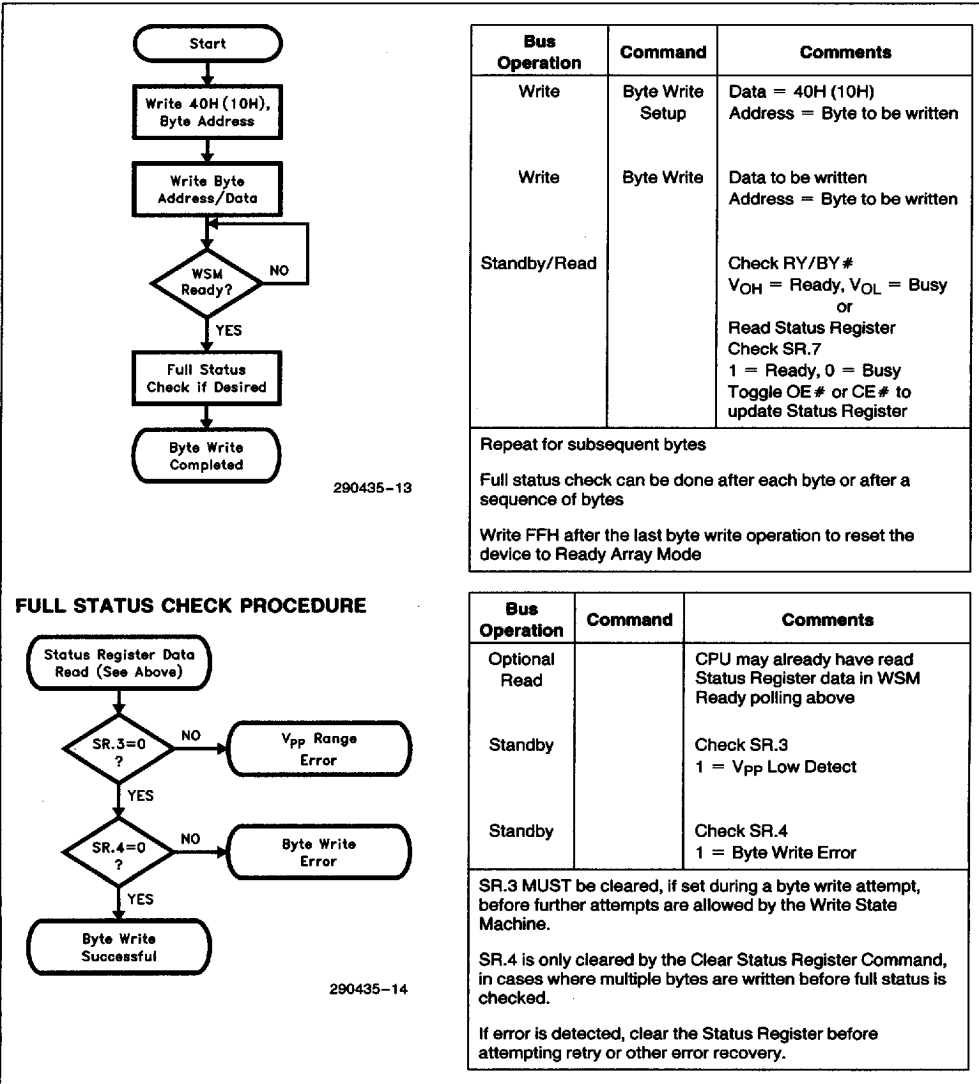 Start
Write 40H (10H),
Byte Address
Write Byte
Address/Data
WSM
Ready?
NO
YES
Full Status
Check if Desired
Byte Write
Completed
290435-13
Bus
Operation
Command
Comments
Write
Byte Write
Setup
Data = 40H (10H)
Address = Byte to be written
Write
Byte Write
Data to be written
Address = Byte to be written
Standby/Read
Check RY/BY#
VOH = Ready, VOL = Busy
or
Read Status Register
Check SR.7
1 = Ready, 0 = Busy
Toggle OE# or CE# to
update Status Register
Repeat for subsequent bytes
Full status check can be done after each byte or after a
sequence of bytes
Write FFH after the last byte write operation to reset the
device to Ready Array Mode
FULL STATUS CHECK PROCEDURE
Status Register Data
Read (See Above)
SR.3=0
?
NO
VPP Range
Error
YES
SR.4=0
?
NO
Byte Write
Error
YES
Byte Write
Successful
290435-14
Bus
Operation
Command
Comments
Optional
Read
CPU may already have read
Status Register data in WSM
Ready polling above
Standby
Check SR.3
1 = VPP Low Detect
Standby
Check SR.4
1 = Byte Write Error
SR.3 MUST be cleared, if set during a byte write attempt,
before further attempts are allowed by the Write State
Machine.
SR.4 is only cleared by the Clear Status Register Command,
in cases where multiple bytes are written before full status is
checked.
If error is detected, clear the Status Register before
attempting retry or other error recovery.